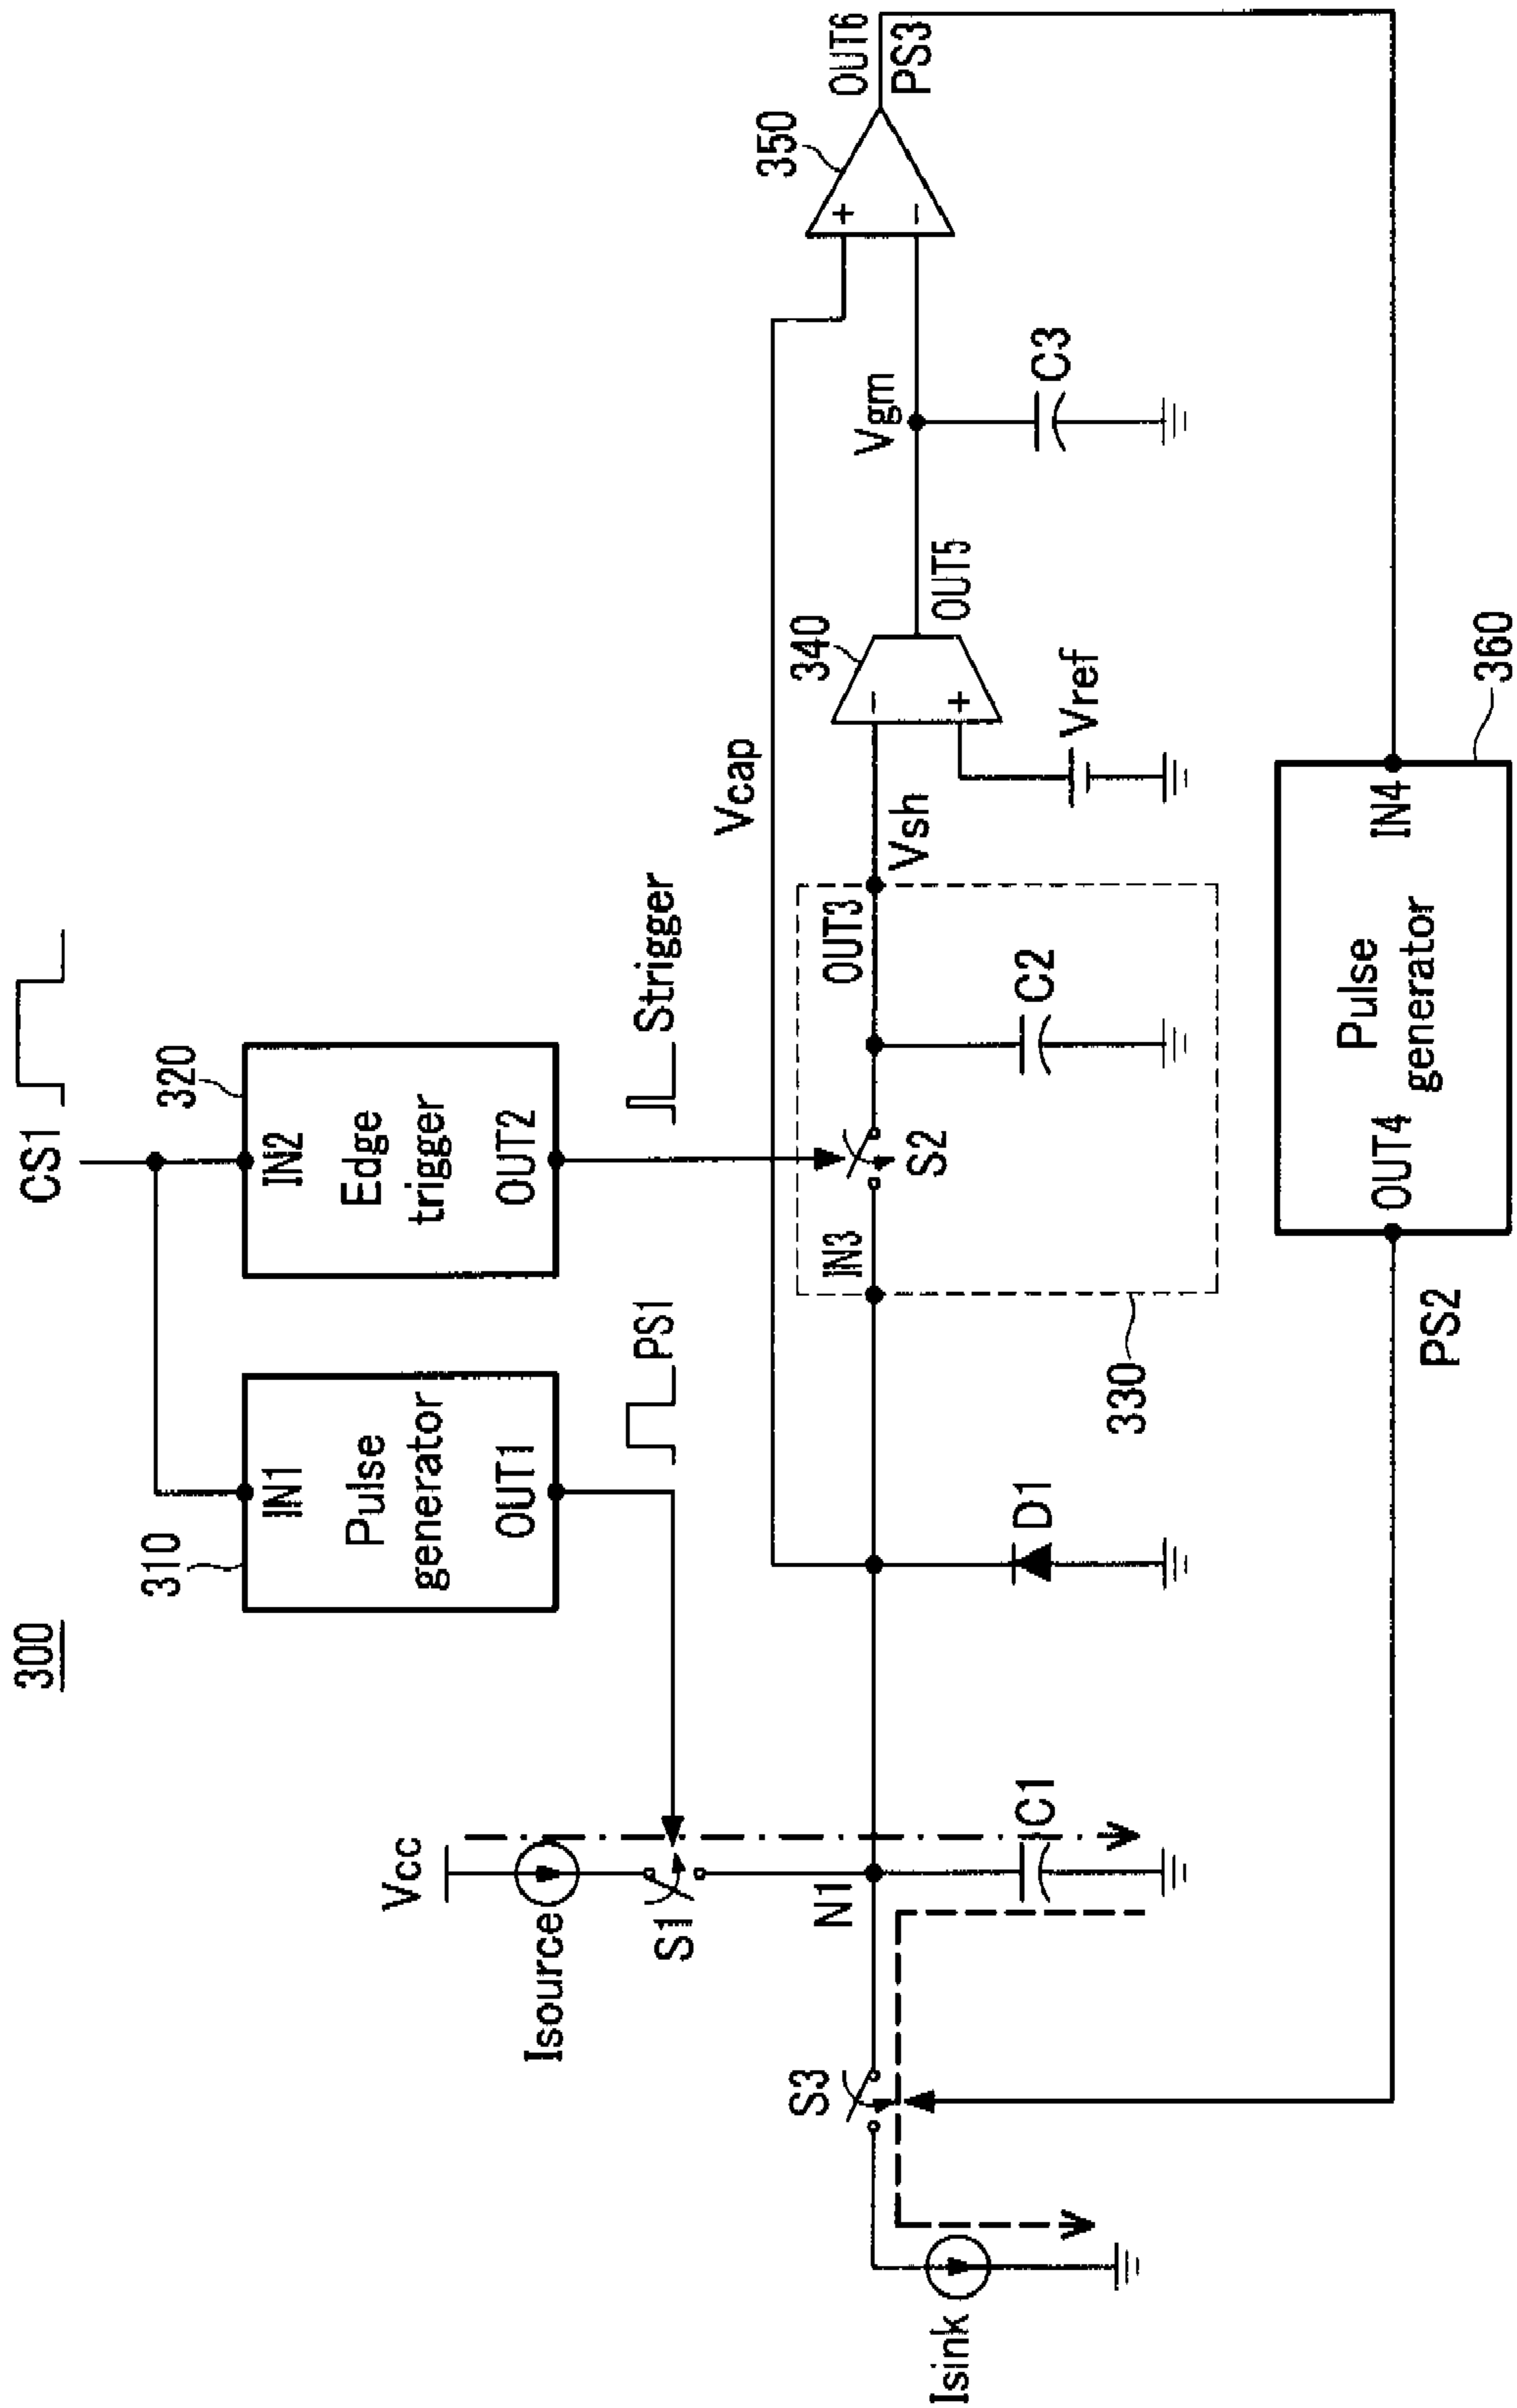 300
CS1
310
IN1
Pulse
generator
OUT1
320
IN2
Edge
trigger
OUT2
PS1
Strigger
Vcc
Isource
S1
N1
C1
S3
Isink
D1
Vcap
330
IN3
S2
OUT3
C2
Vsh
340
Vref
OUT5
Vgm
C3
350
OUT6
PS3
360
IN4
Pulse
generator
OUT4
PS2